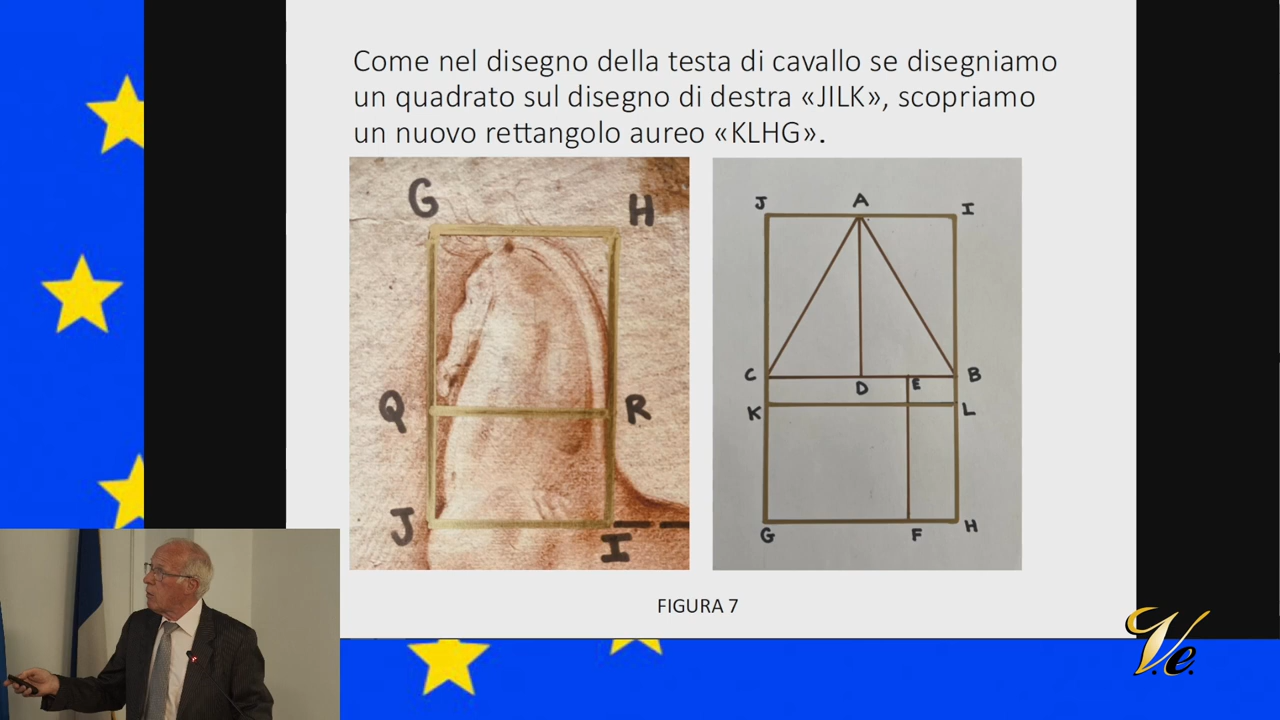 Come nel disegno della testa di cavallo se disegniamo
un quadrato sul disegno di destra «JILK», scopriamo
un nuovo rettangolo aureo «KLHG».
G H
Q R
J I
J A I
C D E B
K L
G F H
FIGURA 7
V.e.